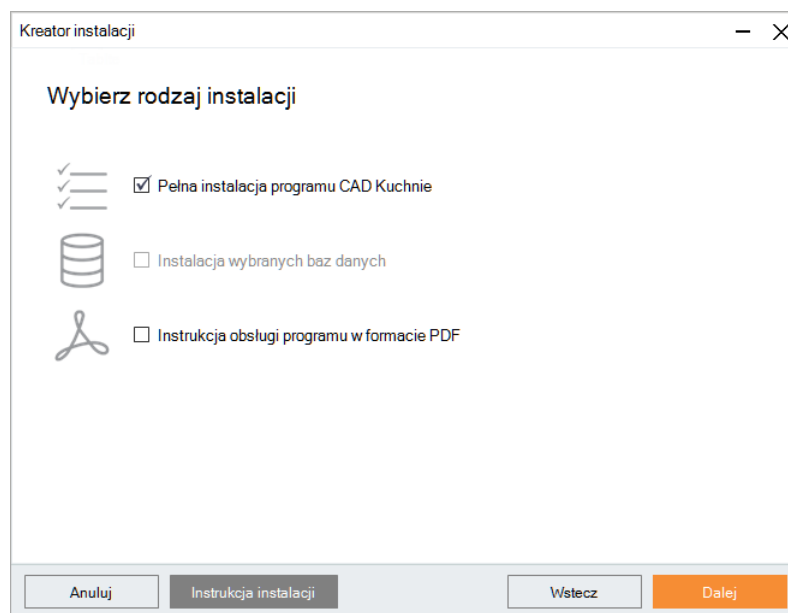 Kreator instalacji
Wybierz rodzaj instalacji
Pełna instalacja programu CAD Kuchnie
Instalacja wybranych baz danych
Instrukcja obsługi programu w formacie PDF
Anuluj
Instrukcja instalacji
Wstecz
Dalej